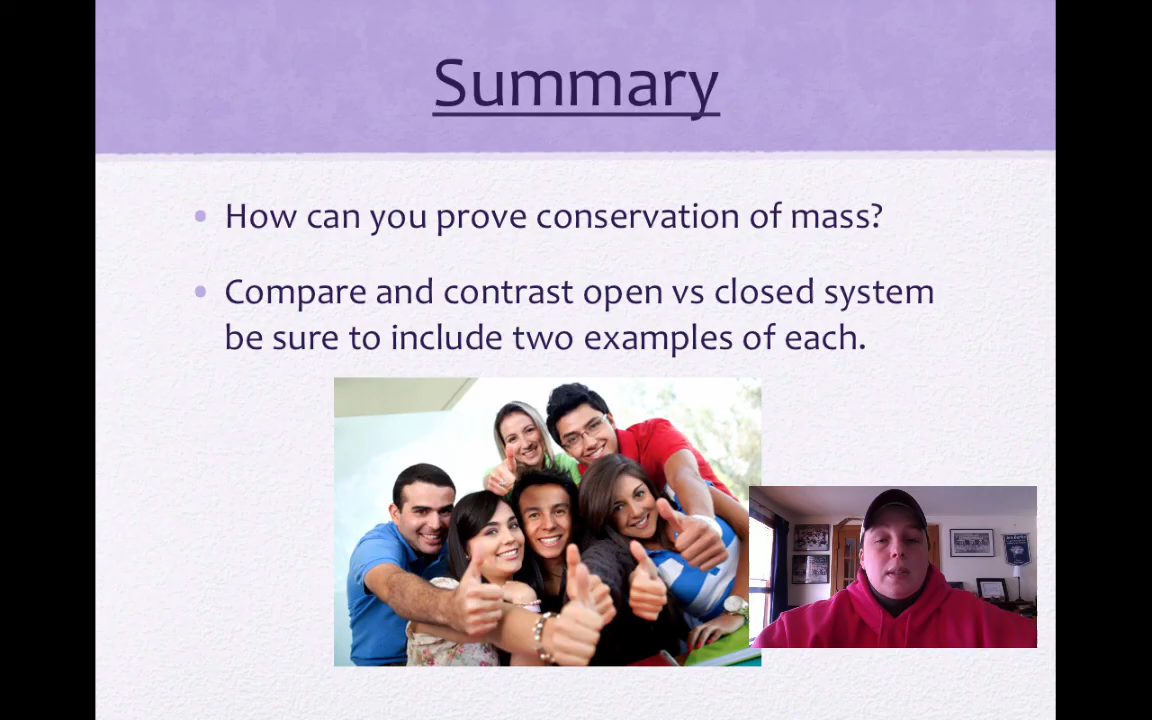 Summary
• How can you prove conservation of mass?
• Compare and contrast open vs closed system
be sure to include two examples of each.